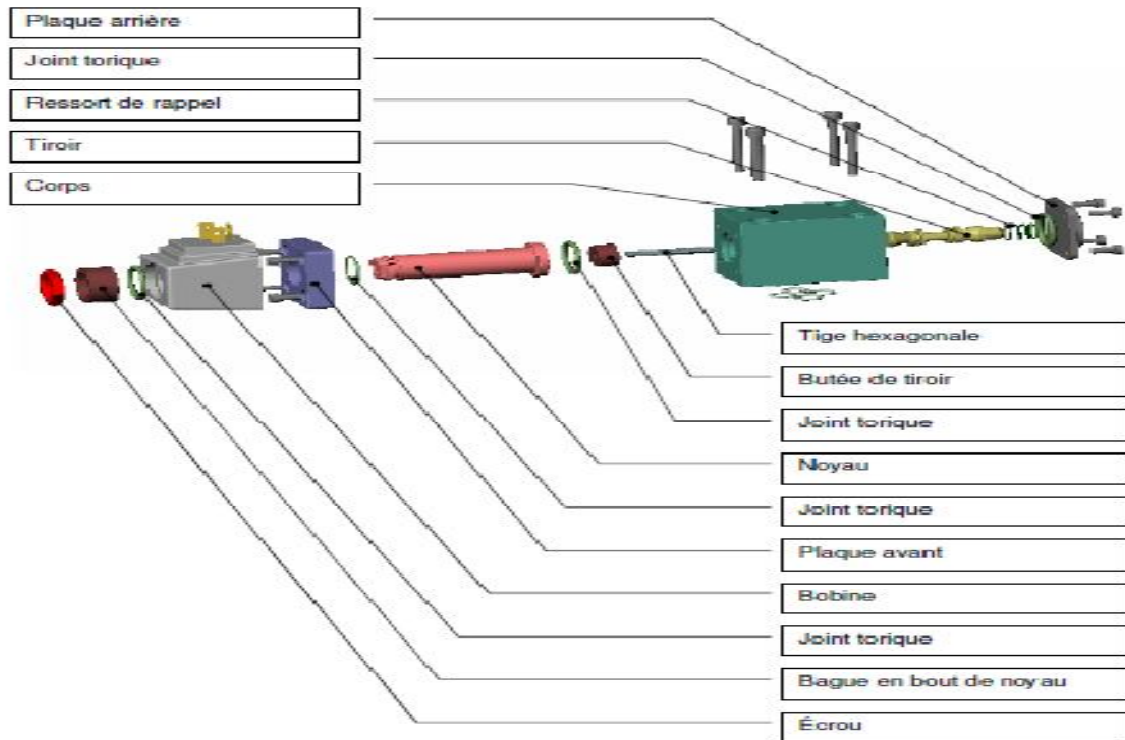 Plaque arrière
Joint torique
Ressort de rappel
Tiroir
Corps
Tige hexagonale
Butée de tiroir
Joint torique
Noyau
Joint torique
Plaque avant
Bobine
Joint torique
Bague en bout de noyau
Écrou